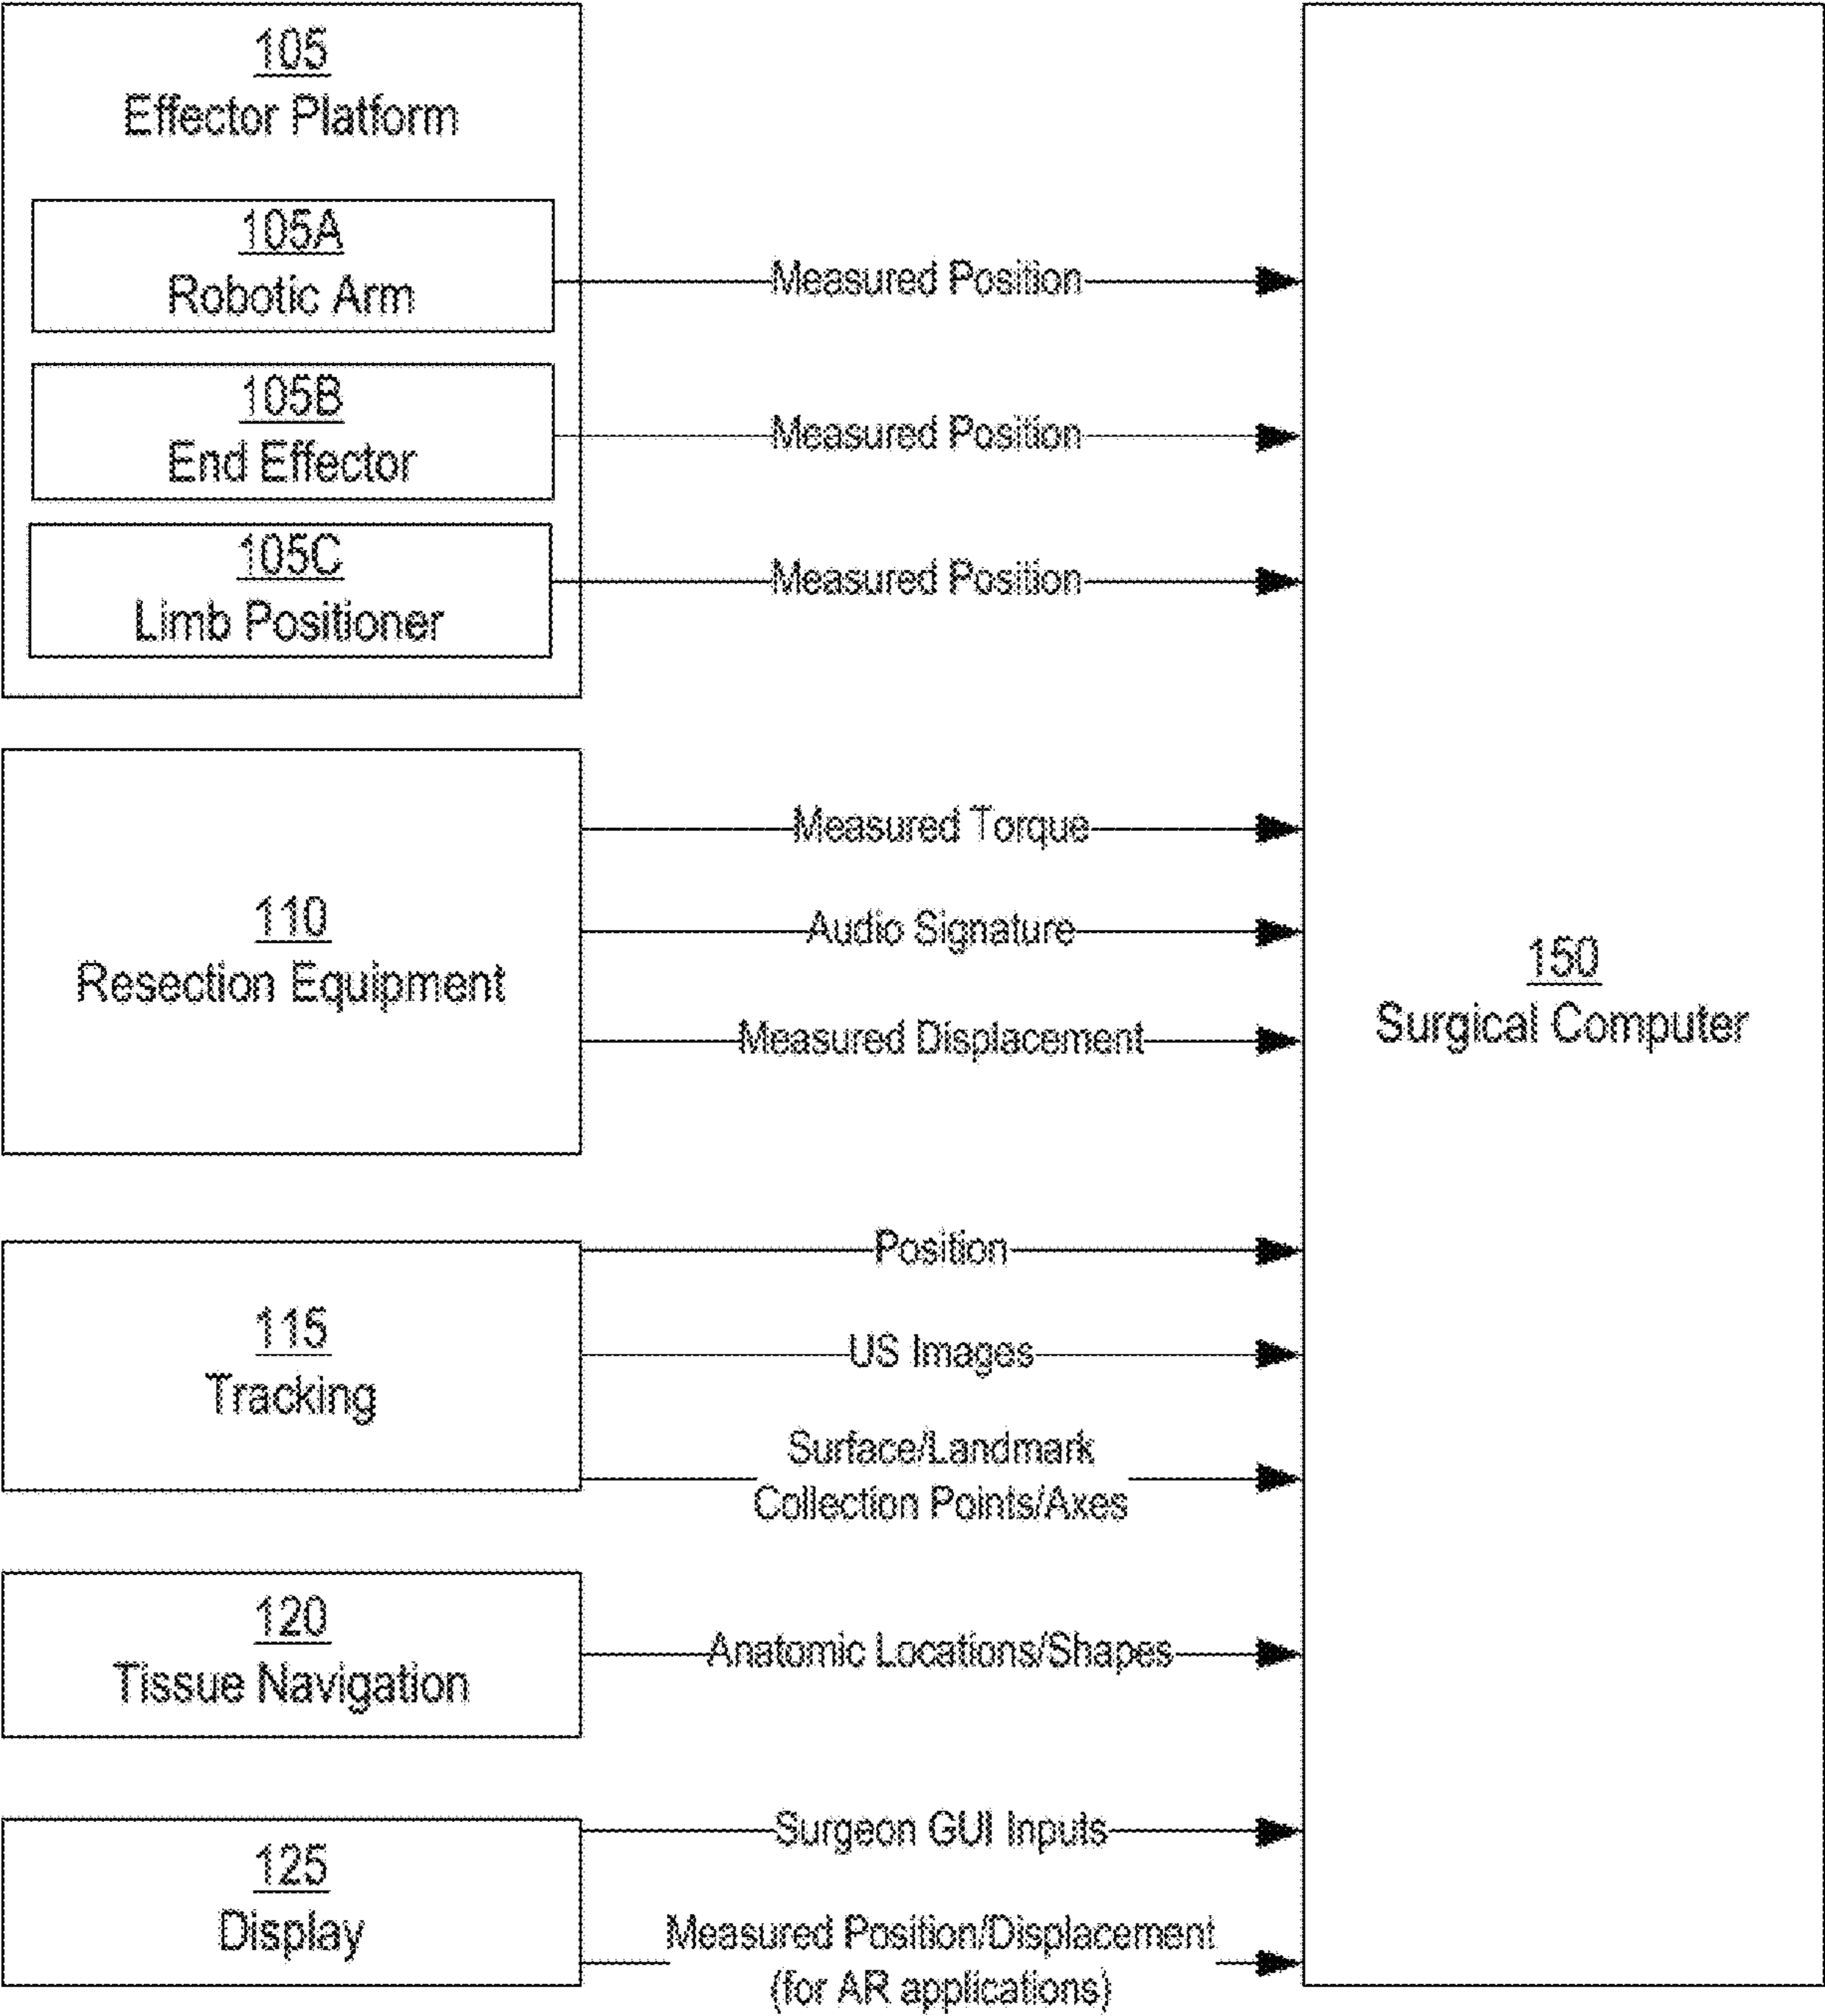 105
Effector Platform
105A
Robotic Arm
Measured Position
105B
End Effector
Measured Position
105C
Limb Positioner
Measured Position
110
Resection Equipment
Measured Torque
Audio Signature
Measured Displacement
150
Surgical Computer
115
Tracking
Position
US Images
Surface/Landmark
Collection Points/Axes
120
Tissue Navigation
Anatomic Locations/Shapes
125
Display
Surgeon GUI Inputs
Measured Position/Displacement
(for AR applications)